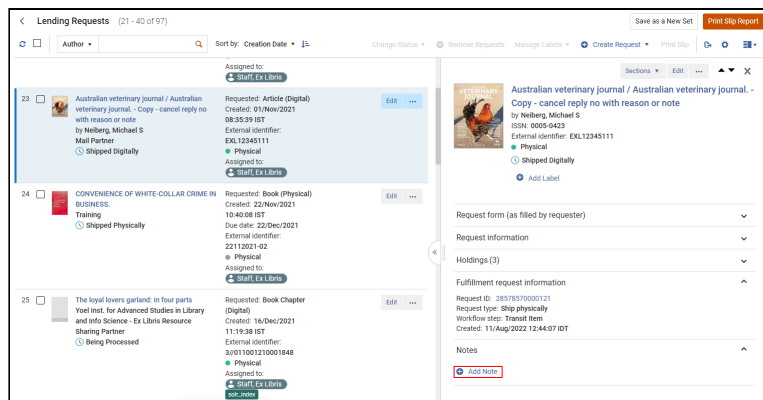 Lending Requests (21 - 40 of 97)
Save as a New Set
Print Slip Report
Author
Sort by: Creation Date
Change Status
Remove Requests
Manage Labels
Create Request
Print Slip
Assigned to:
Staff, Ex Libris
23
Australian veterinary journal / Australian
veterinary journal. - Copy - cancel reply no
with reason or note
by Neiberg, Michael S
Mail Partner
Shipped Digitally
Requested: Article (Digital)
Created: 01/Nov/2021
08:35:39 IST
External identifier:
EXL12345111
Physical
Assigned to:
Staff, Ex Libris
Edit
24
CONVENIENCE OF WHITE-COLLAR CRIME IN
BUSINESS.
Training
Shipped Physically
Requested: Book (Physical)
Created: 22/Nov/2021
10:40:08 IST
Due date: 22/Dec/2021
External identifier:
22112021-02
Physical
Assigned to:
Staff, Ex Libris
Edit
25
The loyal lovers garland: In four parts
Yoel Inst. for Advanced Studies in Library
and Info Science - Ex Libris Resource
Sharing Partner
Being Processed
Requested: Book Chapter
(Digital)
Created: 16/Dec/2021
11:19:38 IST
External identifier:
3//011001210001848
Physical
Assigned to:
Staff, Ex Libris
solr_index
Edit
Sections
Edit
VETERINARY
JOURNAL
Australian veterinary journal / Australian veterinary journal. -
Copy - cancel reply no with reason or note
by Neiberg, Michael S
ISSN: 0005-0423
External identifier: EXL12345111
Physical
Shipped Digitally
Add Label
Request form (as filled by requester)
Request information
Holdings (3)
Fulfillment request information
Request ID: 28578570000121
Request type: Ship physically
Workflow step: Transit Item
Created: 11/Aug/2022 12:44:07 IDT
Notes
Add Note